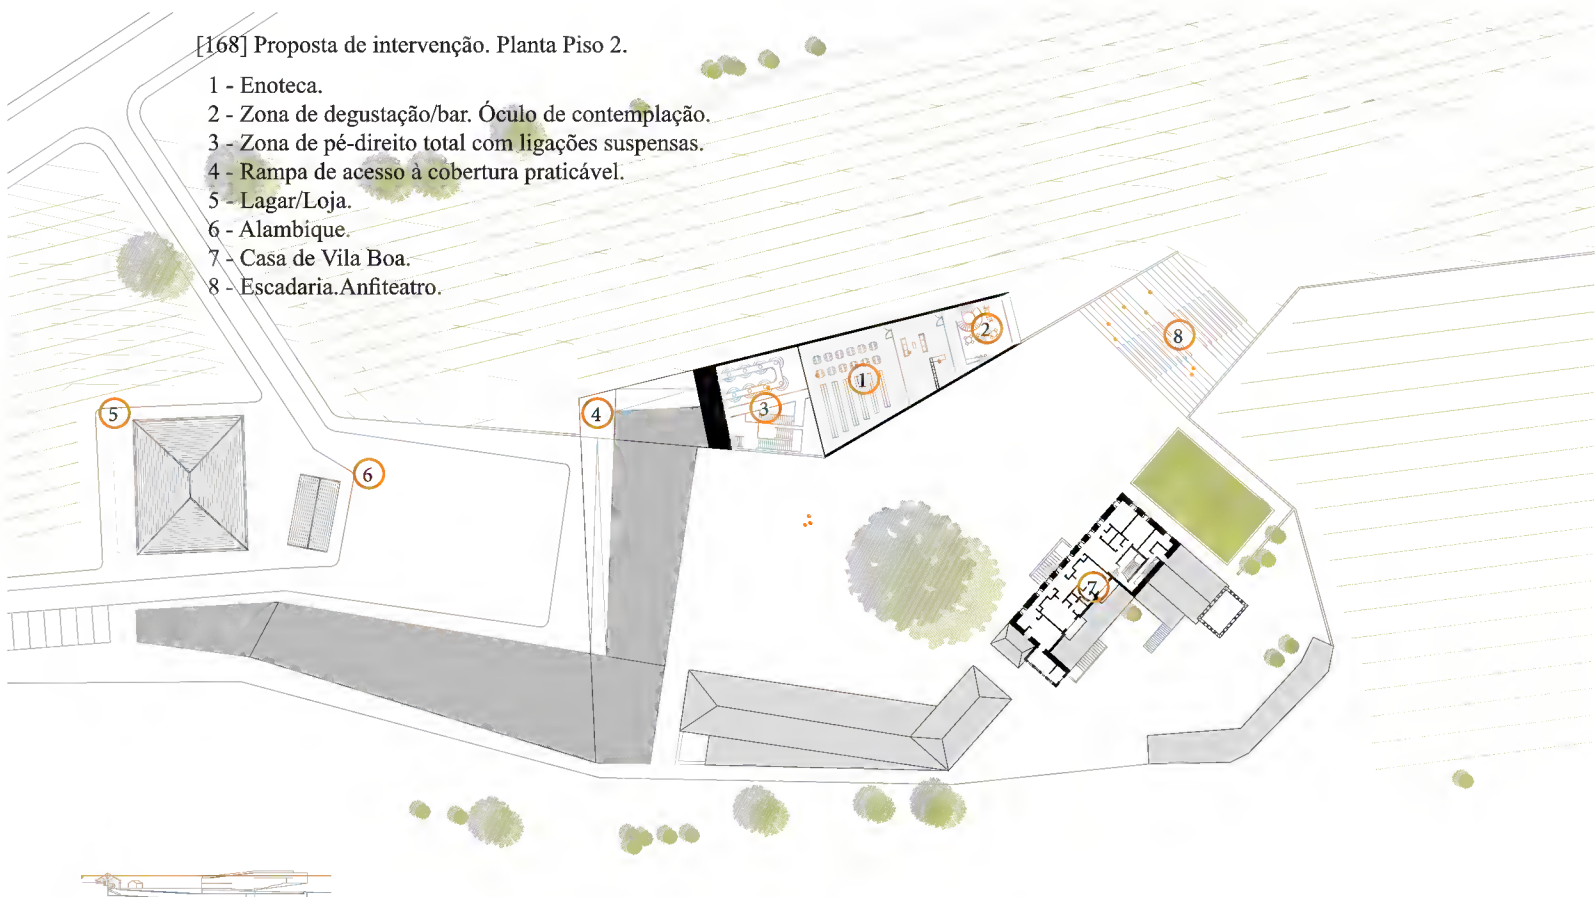 [168] Proposta de intervenção. Planta Piso 2.
1 - Enoteca.
2 - Zona de degustação/bar. Óculo de contemplação.
3 - Zona de pé-direito total com ligações suspensas.
4 - Rampa de acesso à cobertura praticável.
5 - Lagar/Loja.
6 - Alambique.
7 - Casa de Vila Boa.
8 - Escadaria.Anfiteatro.
2
8
1
3
4
5
6
7